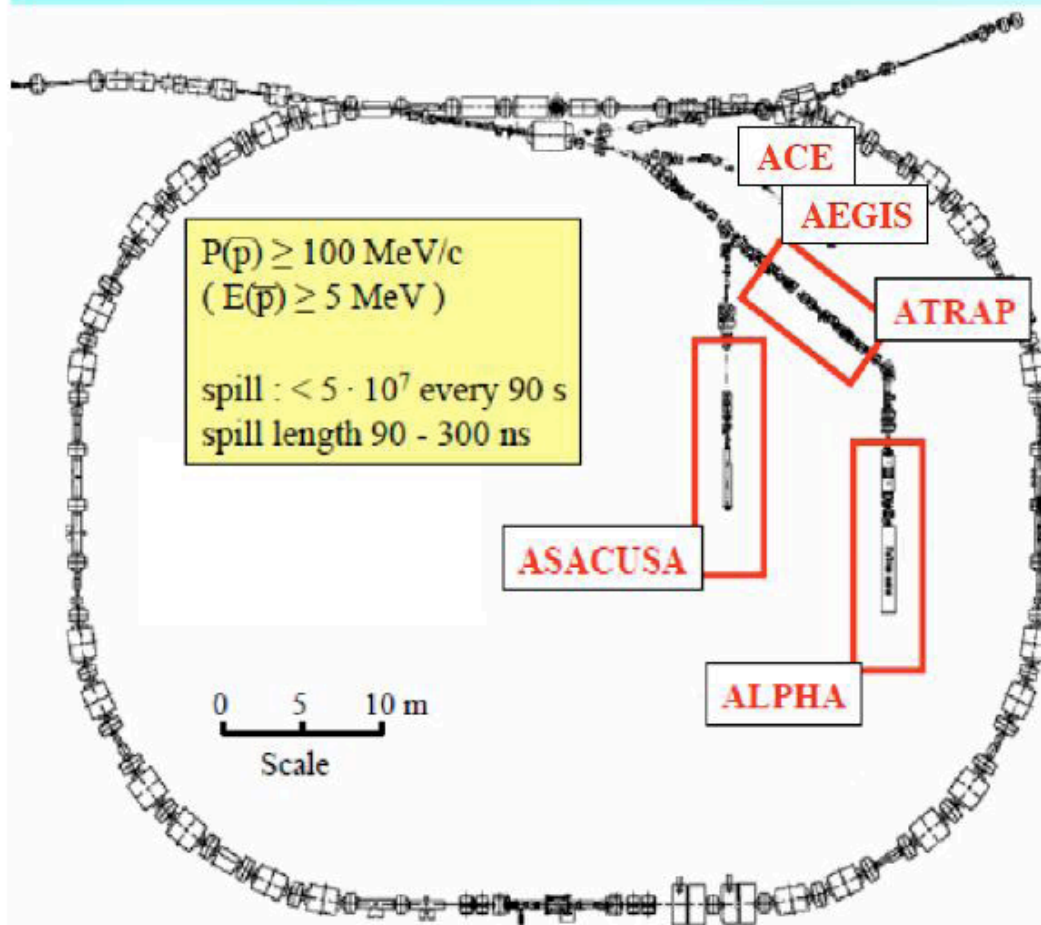 ACE
AEGIS
P(p̅) ≥ 100 MeV/c
( E(p̅) ≥ 5 MeV )
ATRAP
spill : < 5 · 10⁷ every 90 s
spill length 90 - 300 ns
ASACUSA
ALPHA
0 5 10 m
Scale